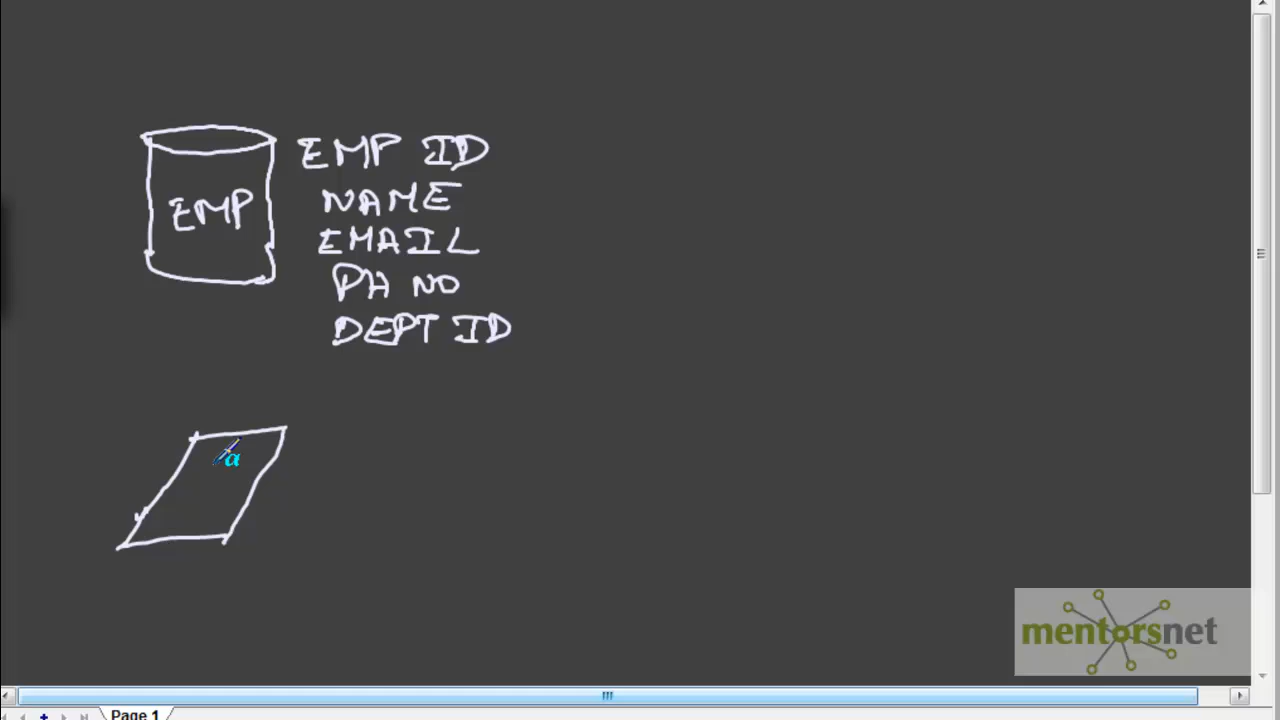 EMP ID
NAME
EMP
EMAIL
PH NO
DEPT ID
a
mentorsnet
Page 1